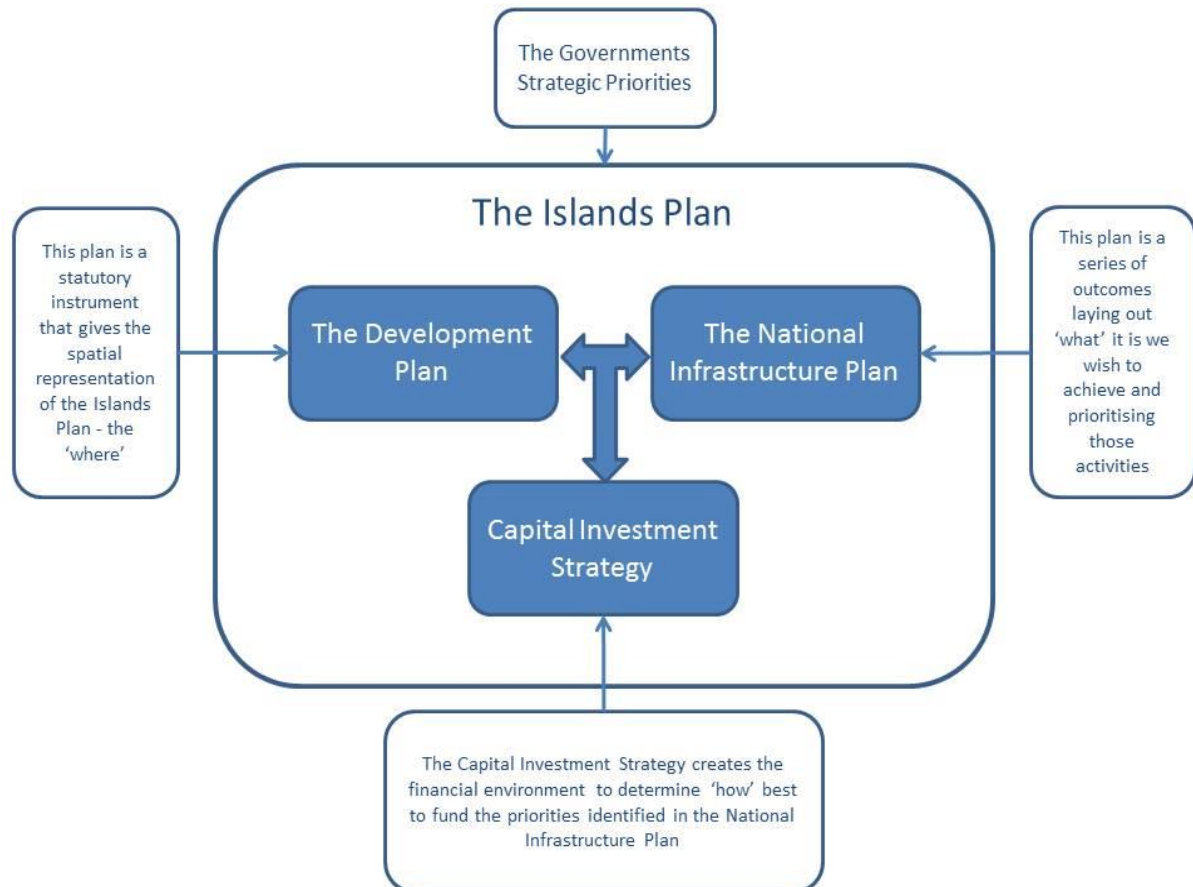 The Governments
Strategic Priorities
The Islands Plan
This plan is a
statutory
instrument
that gives the
spatial
representation
of the Islands
Plan - the
‘where’
The Development
Plan
The National
Infrastructure Plan
This plan is a
series of
outcomes
laying out
‘what’ it is we
wish to
achieve and
prioritising
those
activities
Capital Investment
Strategy
The Capital Investment Strategy creates the
financial environment to determine ‘how’ best
to fund the priorities identified in the National
Infrastructure Plan